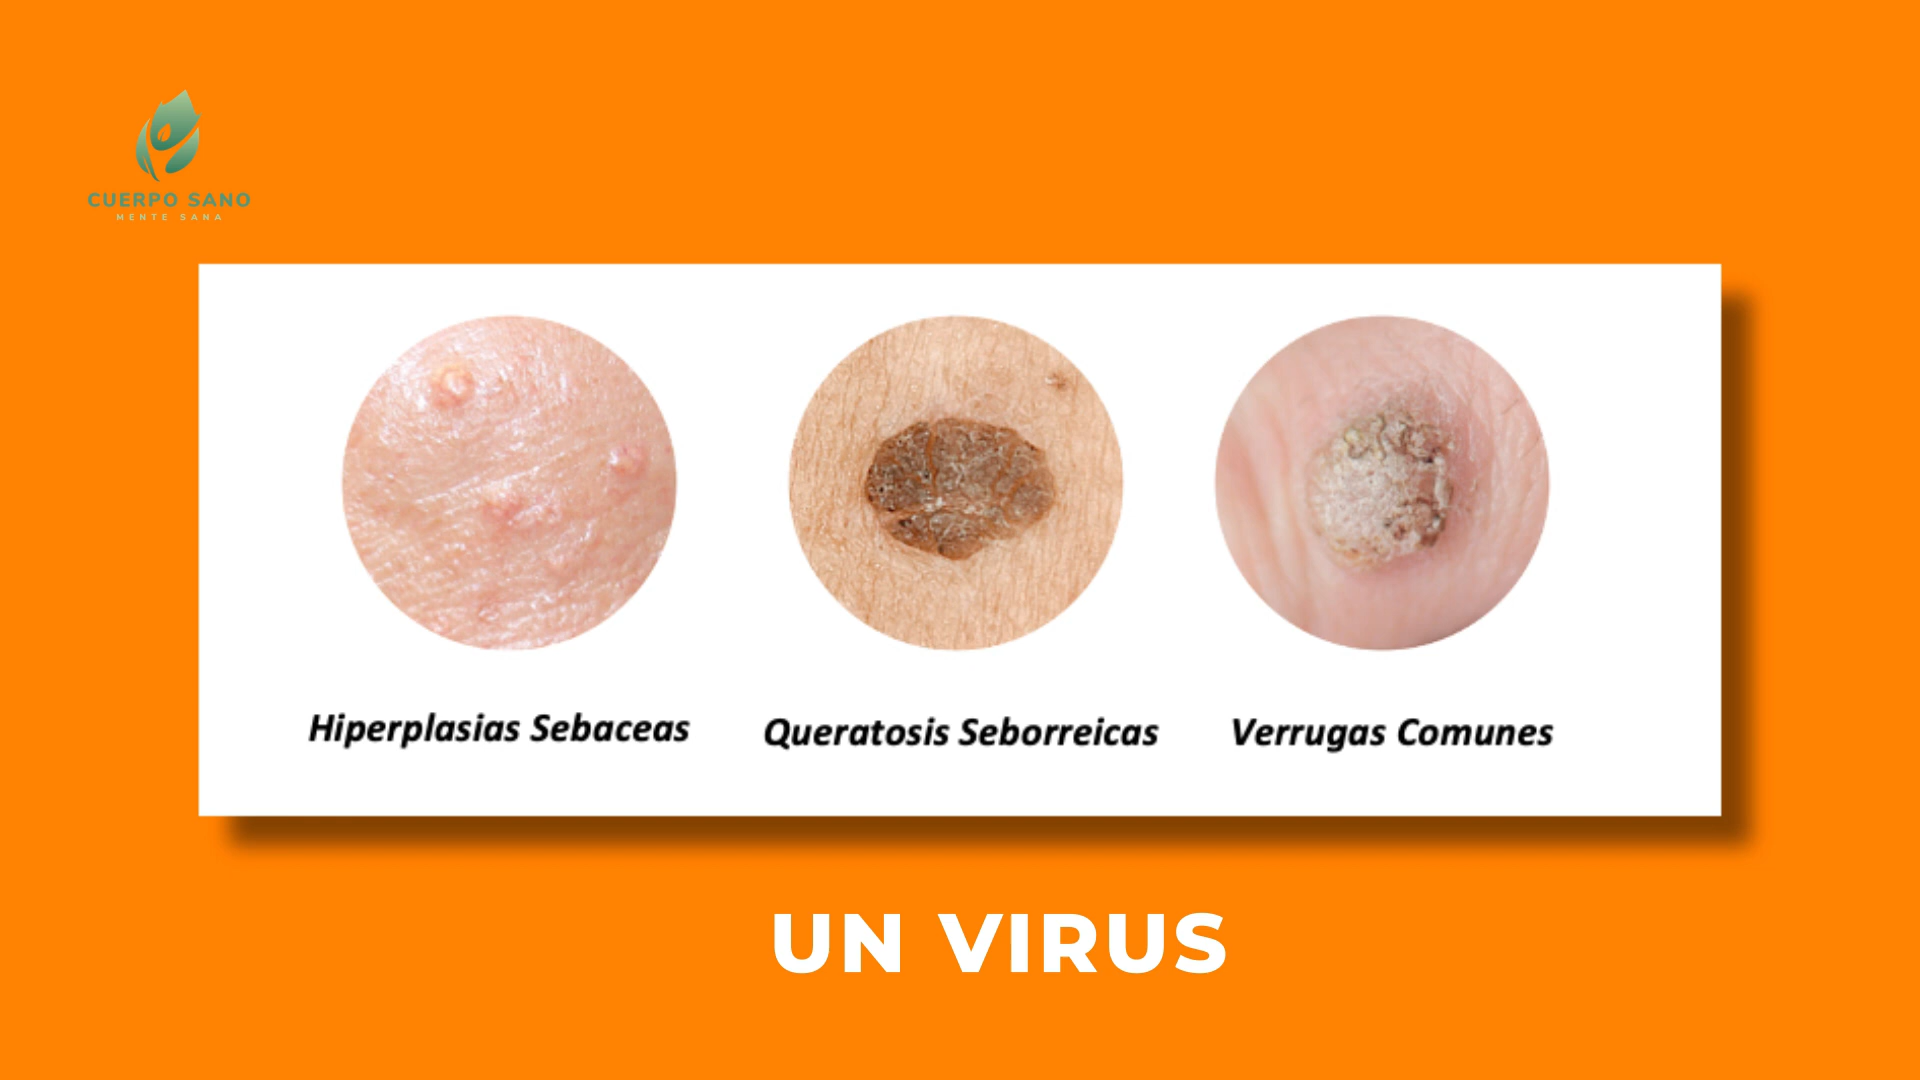 CUERPO SANO
MENTE SANA
Hiperplasias Sebaceas
Queratosis Seborreicas
Verrugas Comunes
UN VIRUS